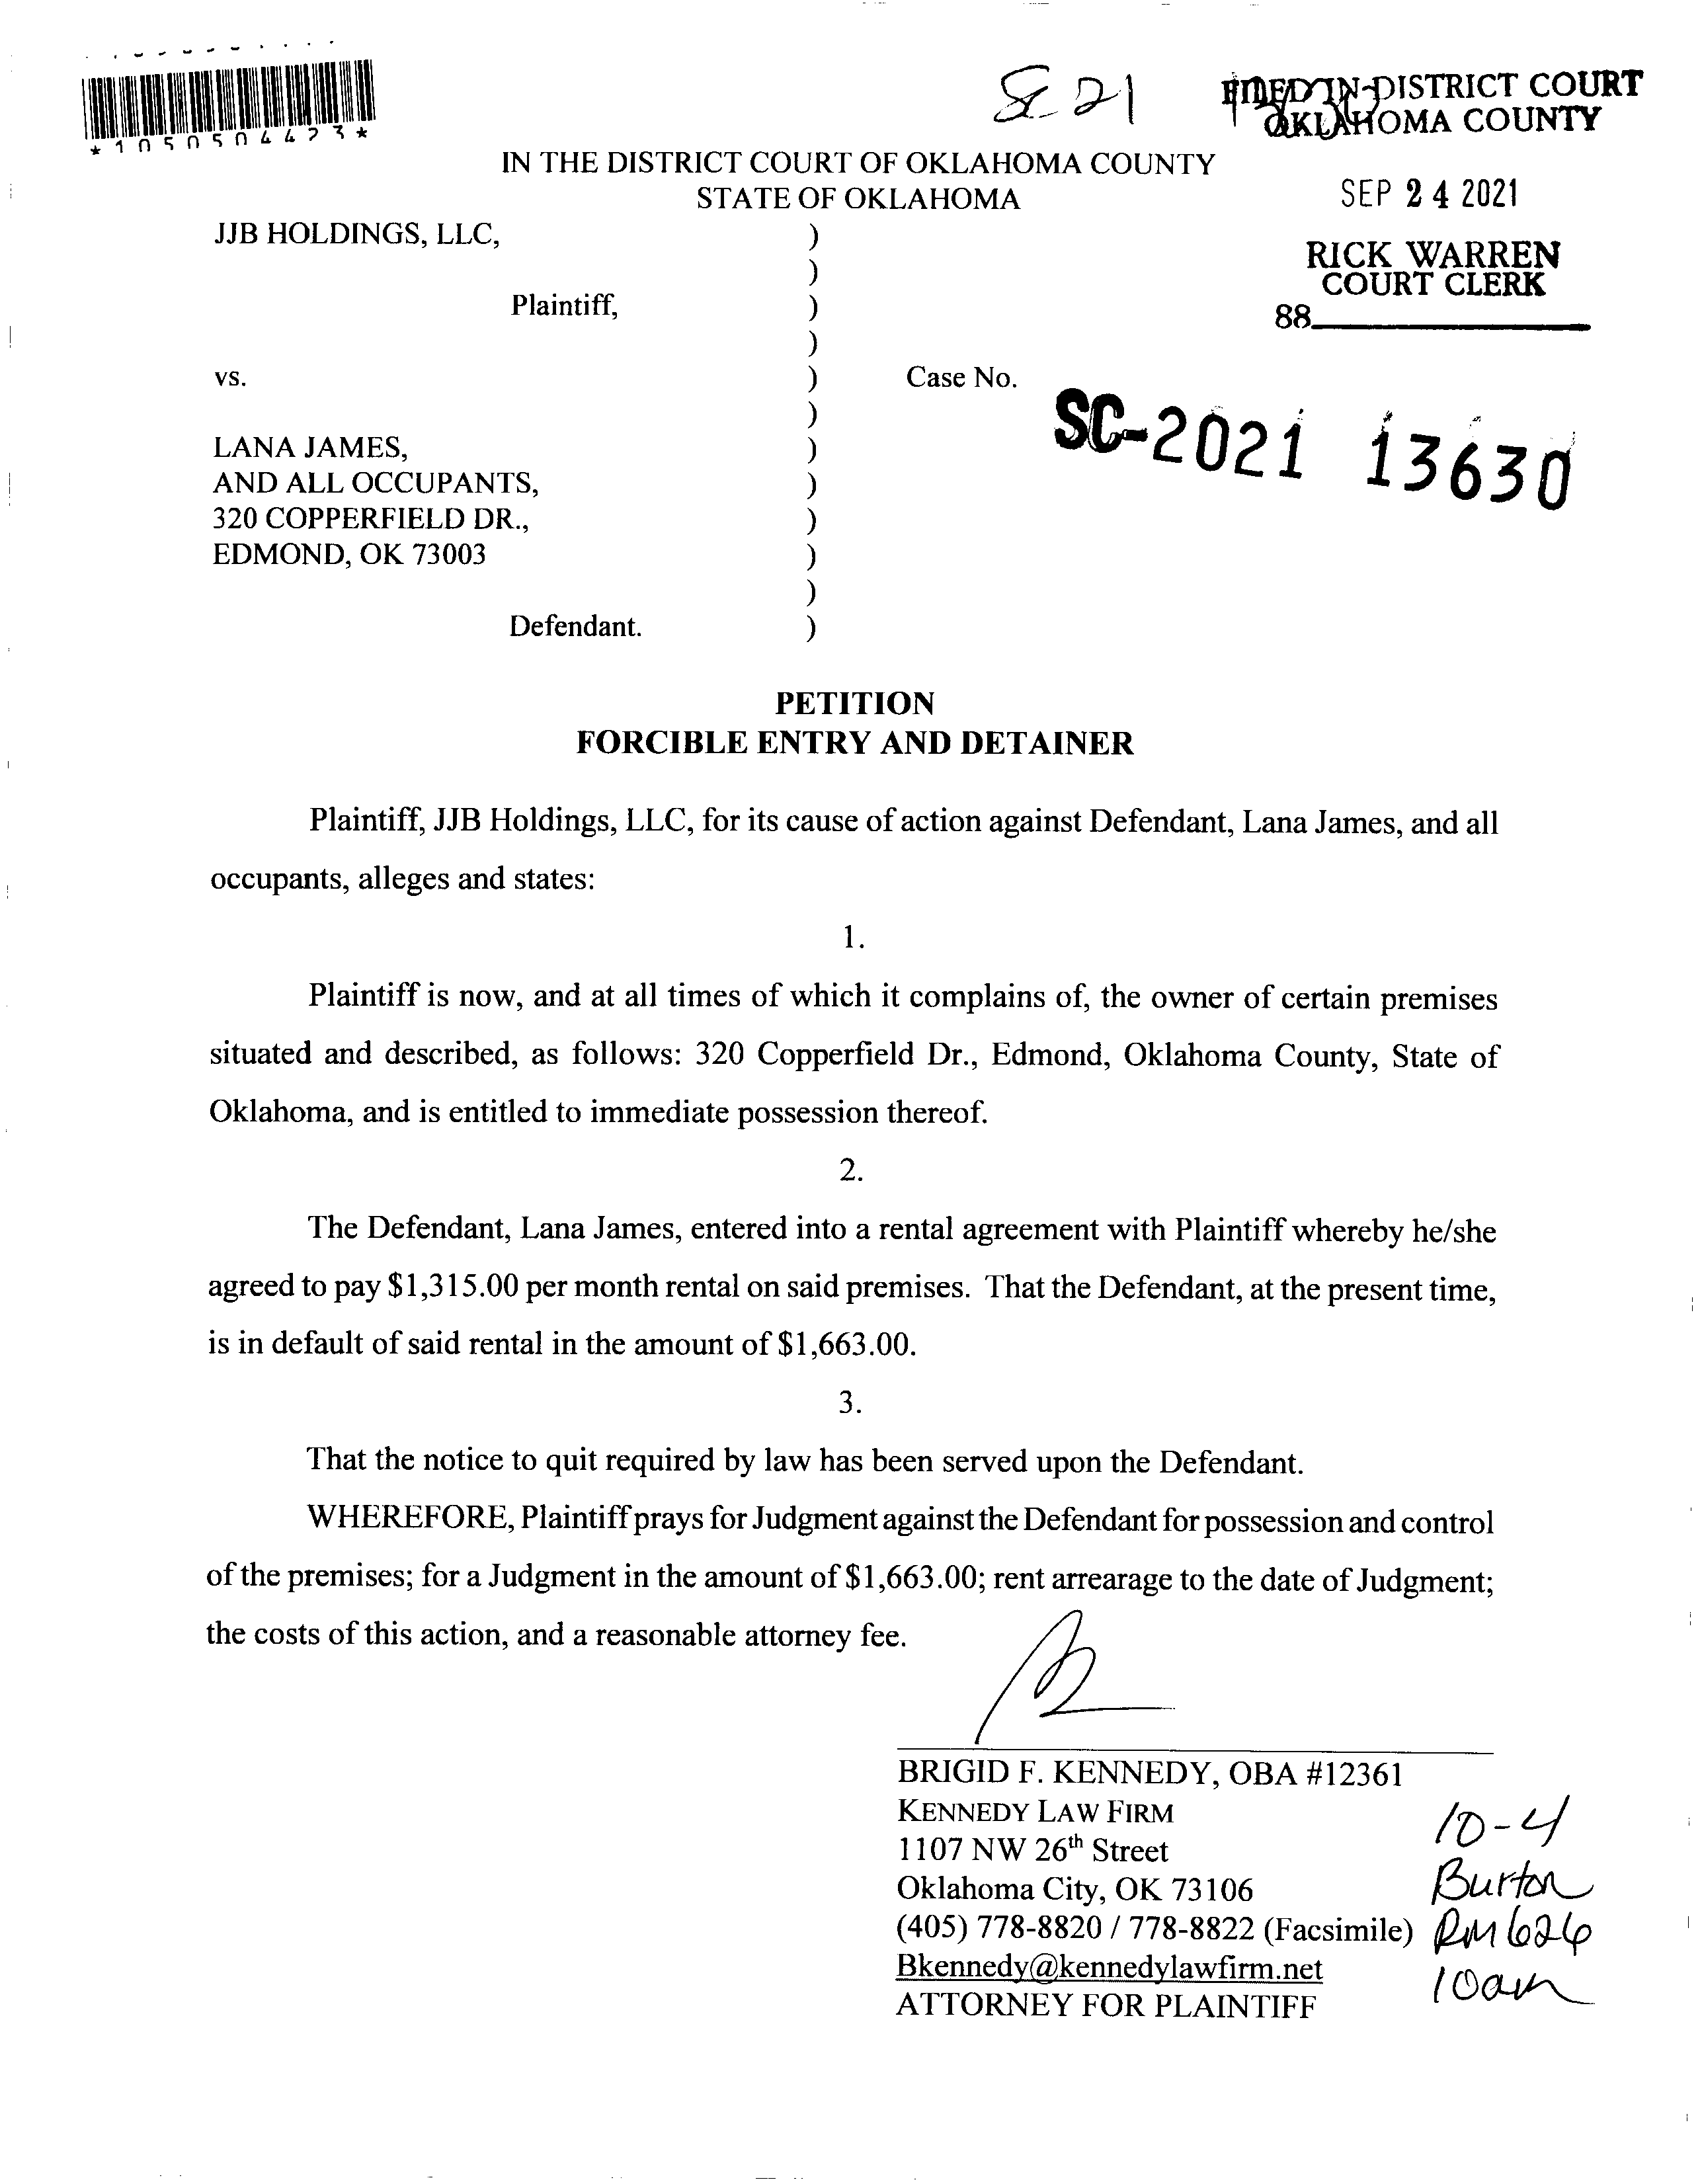 *1050504423*
FILED IN DISTRICT COURT
OKLAHOMA COUNTY
SEP 24 2021
RICK WARREN
COURT CLERK
88
IN THE DISTRICT COURT OF OKLAHOMA COUNTY
STATE OF OKLAHOMA
JJB HOLDINGS, LLC, )
)
Plaintiff, )
)
vs. ) Case No. SC-2021 13630
)
LANA JAMES, )
AND ALL OCCUPANTS, )
320 COPPERFIELD DR., )
EDMOND, OK 73003 )
)
Defendant. )
PETITION
FORCIBLE ENTRY AND DETAINER
Plaintiff, JJB Holdings, LLC, for its cause of action against Defendant, Lana James, and all
occupants, alleges and states:
1.
Plaintiff is now, and at all times of which it complains of, the owner of certain premises
situated and described, as follows: 320 Copperfield Dr., Edmond, Oklahoma County, State of
Oklahoma, and is entitled to immediate possession thereof.
2.
The Defendant, Lana James, entered into a rental agreement with Plaintiff whereby he/she
agreed to pay $1,315.00 per month rental on said premises. That the Defendant, at the present time,
is in default of said rental in the amount of $1,663.00.
3.
That the notice to quit required by law has been served upon the Defendant.
WHEREFORE, Plaintiff prays for Judgment against the Defendant for possession and control
of the premises; for a Judgment in the amount of $1,663.00; rent arrearage to the date of Judgment;
the costs of this action, and a reasonable attorney fee.
BRIGID F. KENNEDY, OBA #12361
KENNEDY LAW FIRM
1107 NW 26th Street
Oklahoma City, OK 73106
(405) 778-8820 / 778-8822 (Facsimile)
Bkennedy@kennedylawfirm.net
ATTORNEY FOR PLAINTIFF
10-4
Burton
RM 626
10am